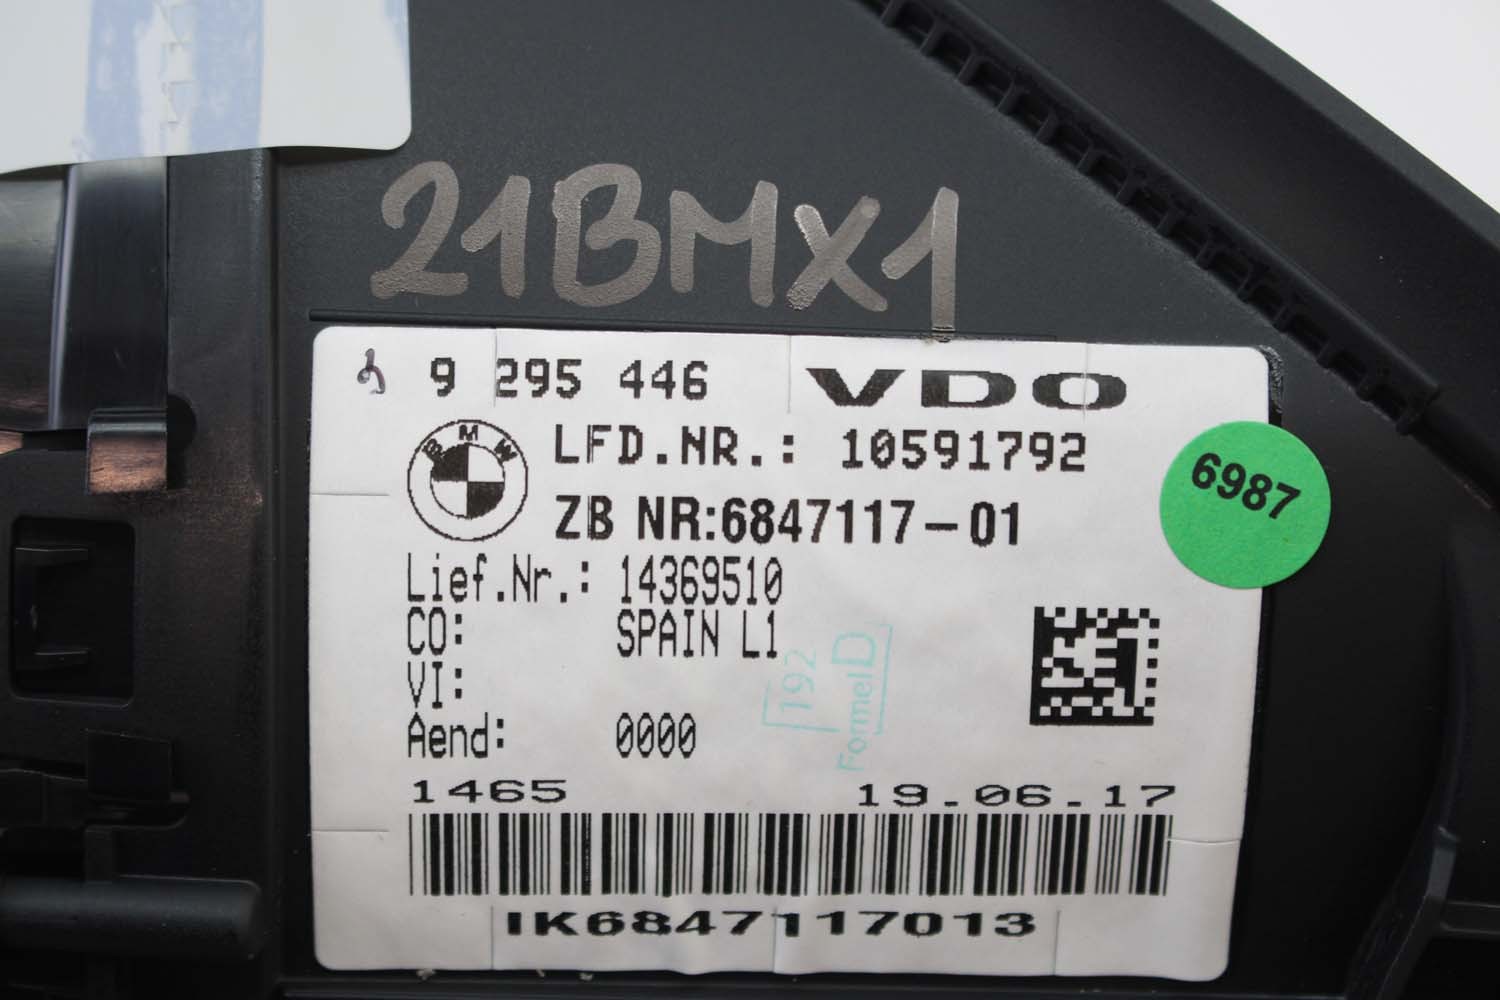 21BMX1
9 295 446 VDO
BMW
LFD.NR.: 10591792
6987
ZB NR:6847117-01
Lief.Nr.: 14369510
CO: SPAIN L1
VI:
192
FormelD
Aend: 0000
1465 19.06.17
IK6847117013